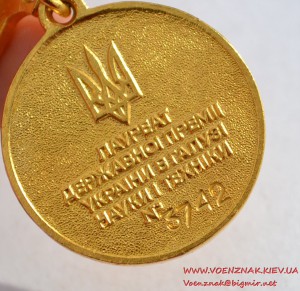 ЛАУРЕАТ
ДЕРЖАВНОЇ ПРЕМІЇ
УКРАЇНИ В ГАЛУЗІ
НАУКИ І ТЕХНІКИ
№ 3742
WWW.VOENZNAK.KIEV.UA
Voenznak@bigmir.net